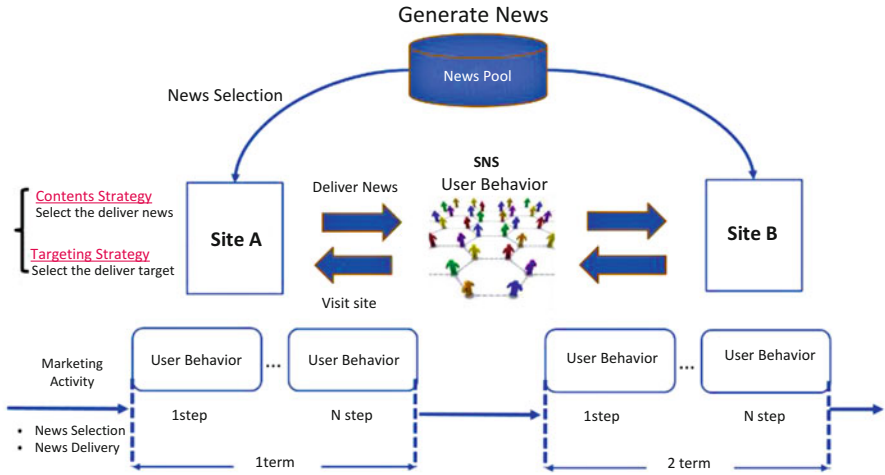 Generate News
News Pool
News Selection
SNS
User Behavior
Contents Strategy
Select the deliver news
Targeting Strategy
Select the deliver target
Site A
Deliver News
Visit site
Site B
Marketing
Activity
User Behavior
...
User Behavior
User Behavior
...
User Behavior
1step
N step
1step
N step
• News Selection
• News Delivery
1term
2 term